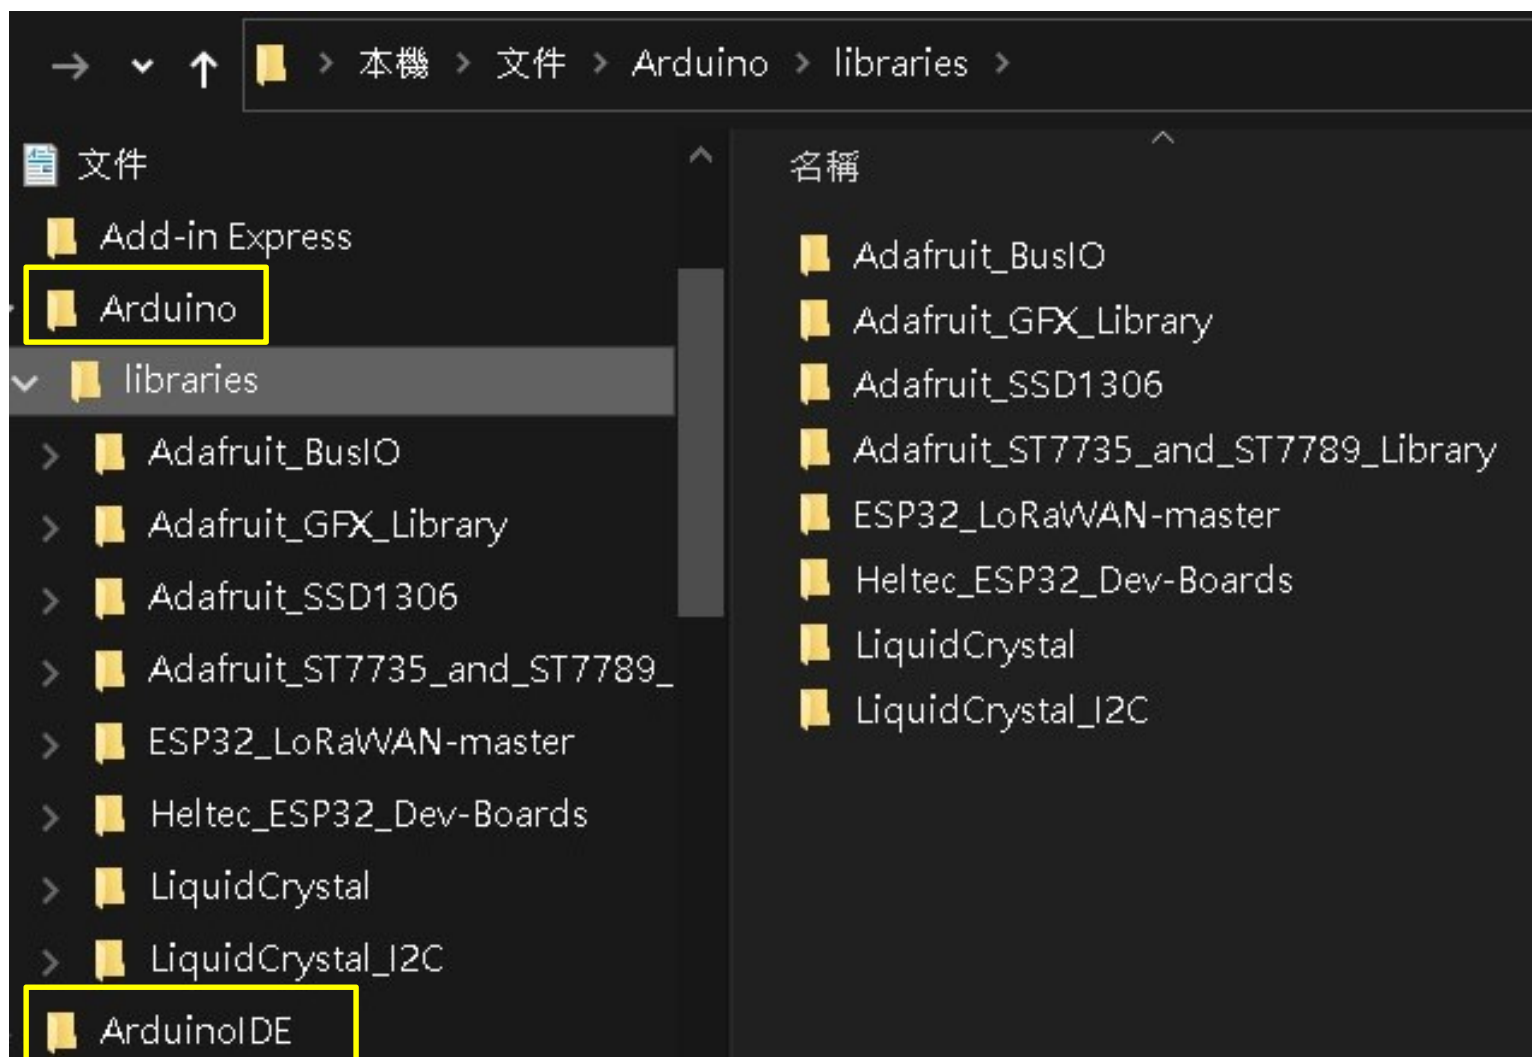 本機 > 文件 > Arduino > libraries >
文件
Add-in Express
Arduino
libraries
Adafruit_BusIO
Adafruit_GFX_Library
Adafruit_SSD1306
Adafruit_ST7735_and_ST7789_
ESP32_LoRaWAN-master
Heltec_ESP32_Dev-Boards
LiquidCrystal
LiquidCrystal_I2C
ArduinoIDE
名稱
Adafruit_BusIO
Adafruit_GFX_Library
Adafruit_SSD1306
Adafruit_ST7735_and_ST7789_Library
ESP32_LoRaWAN-master
Heltec_ESP32_Dev-Boards
LiquidCrystal
LiquidCrystal_I2C